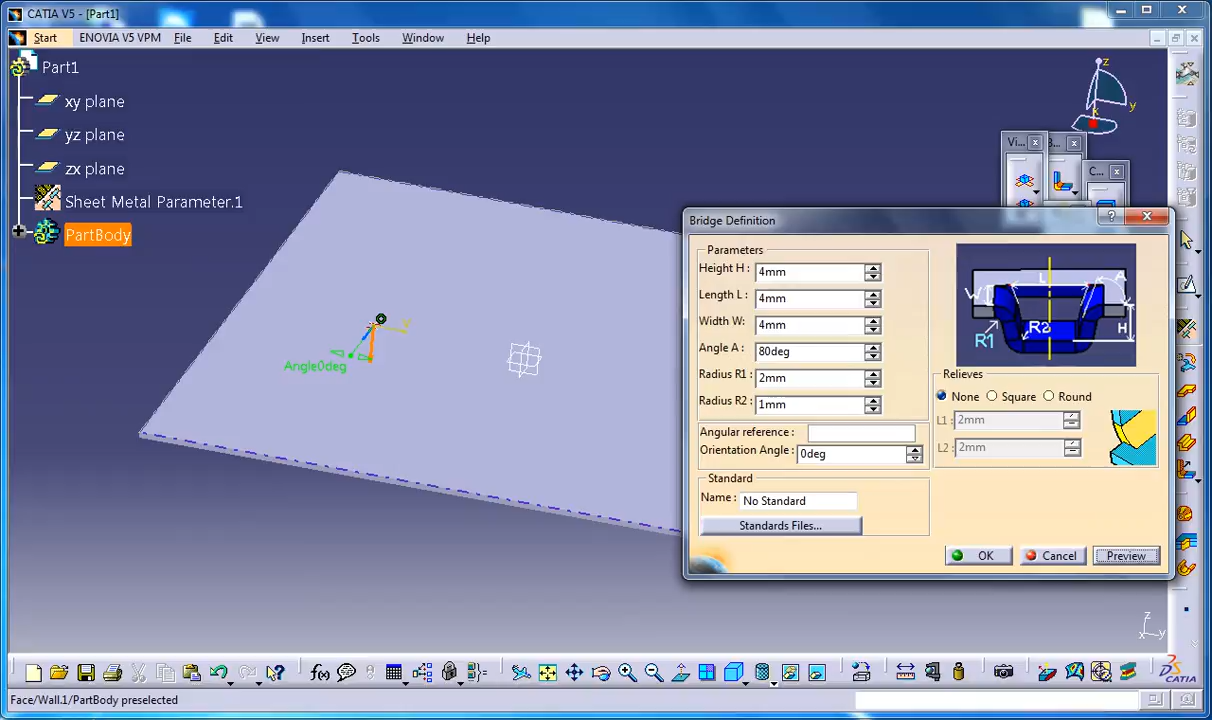 CATIA V5 - [Part1]
Start ENOVIA V5 VPM File Edit View Insert Tools Window Help
Part1
xy plane
yz plane
zx plane
Sheet Metal Parameter.1
PartBody
z
y
x
Vi...
B...
C...
Y
Angle0deg
Bridge Definition
Parameters
Height H : 4mm
Length L : 4mm
Width W: 4mm
Angle A : 80deg
Radius R1 : 2mm
Radius R2 : 1mm
Angular reference :
Orientation Angle : 0deg
Standard
Name : No Standard
Standards Files...
L
A
W
R2
H
R1
Relieves
None Square Round
L1: 2mm
L2 : 2mm
OK Cancel Preview
z
x y
f(x)
CATIA
Face/Wall.1/PartBody preselected